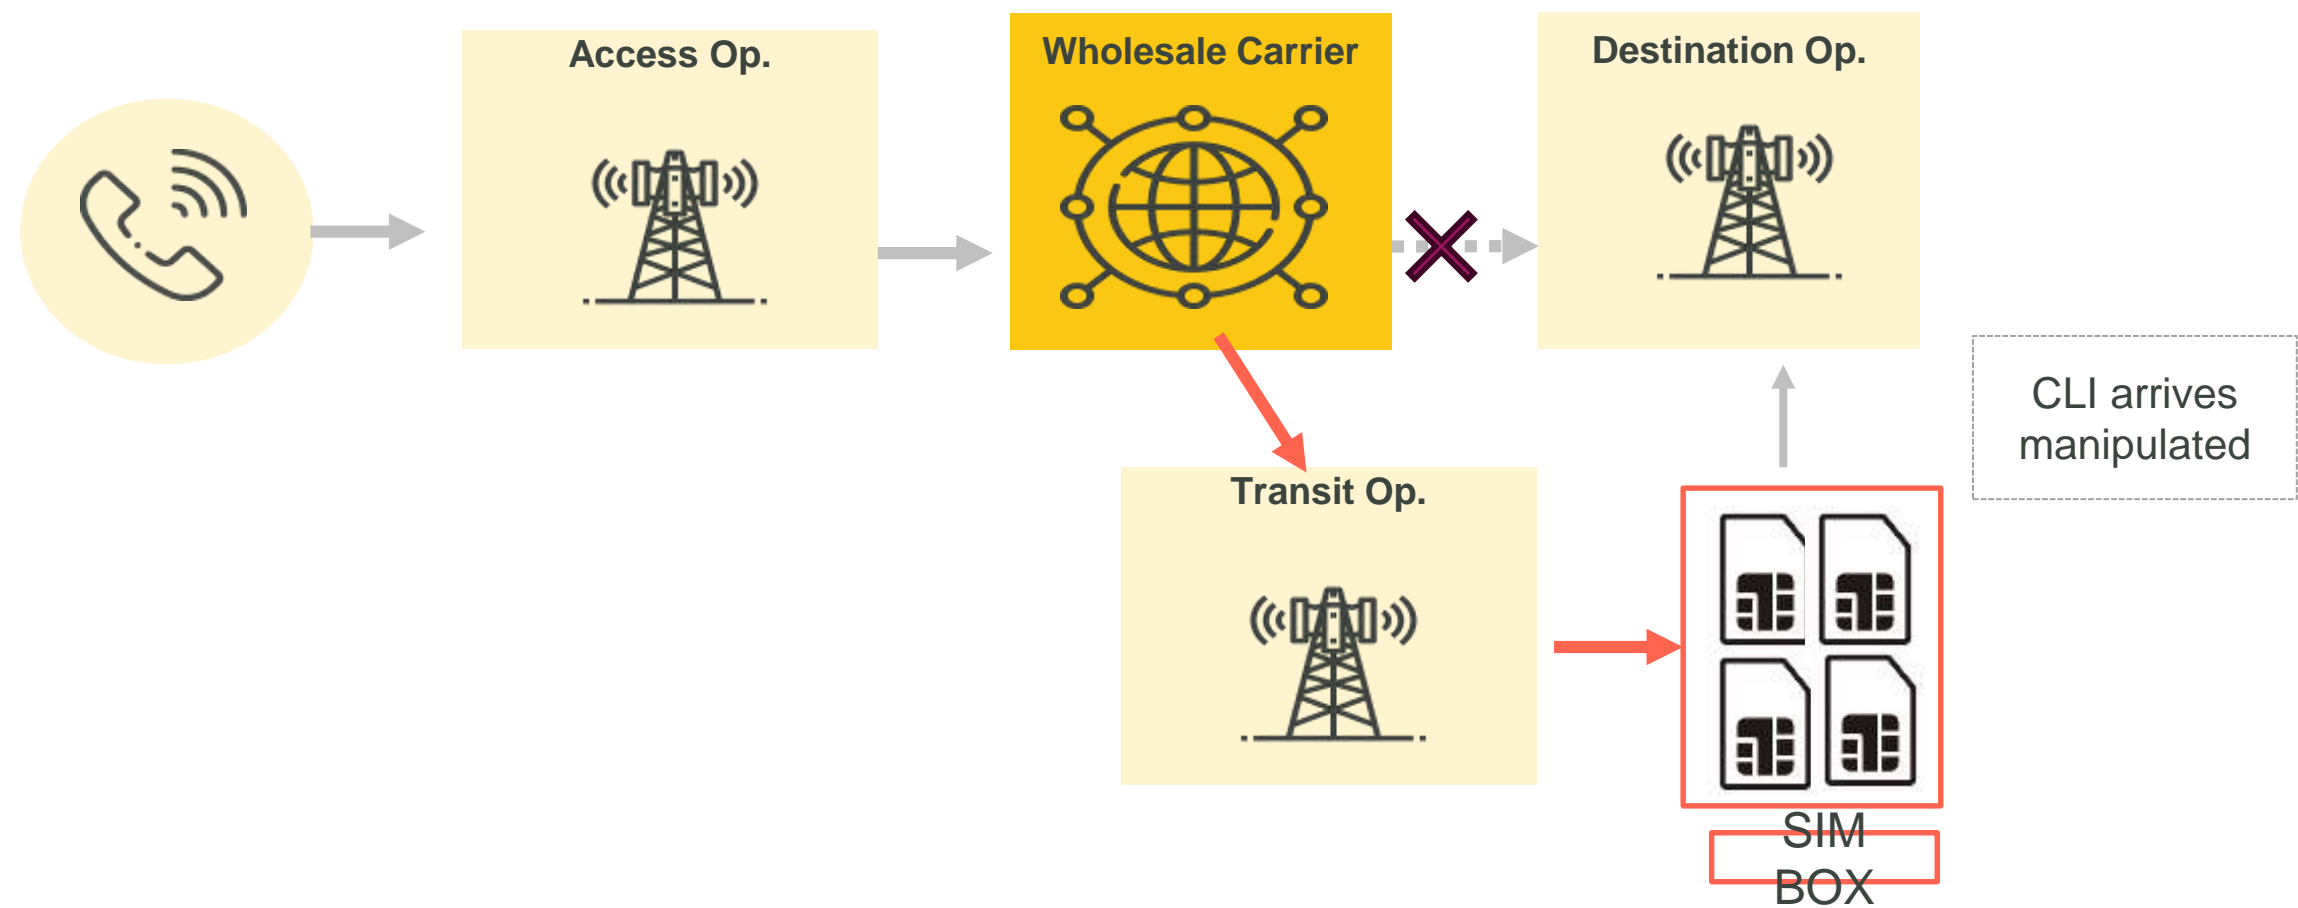 Access Op.
Wholesale Carrier
Destination Op.
CLI arrives
manipulated
Transit Op.
SIM
BOX